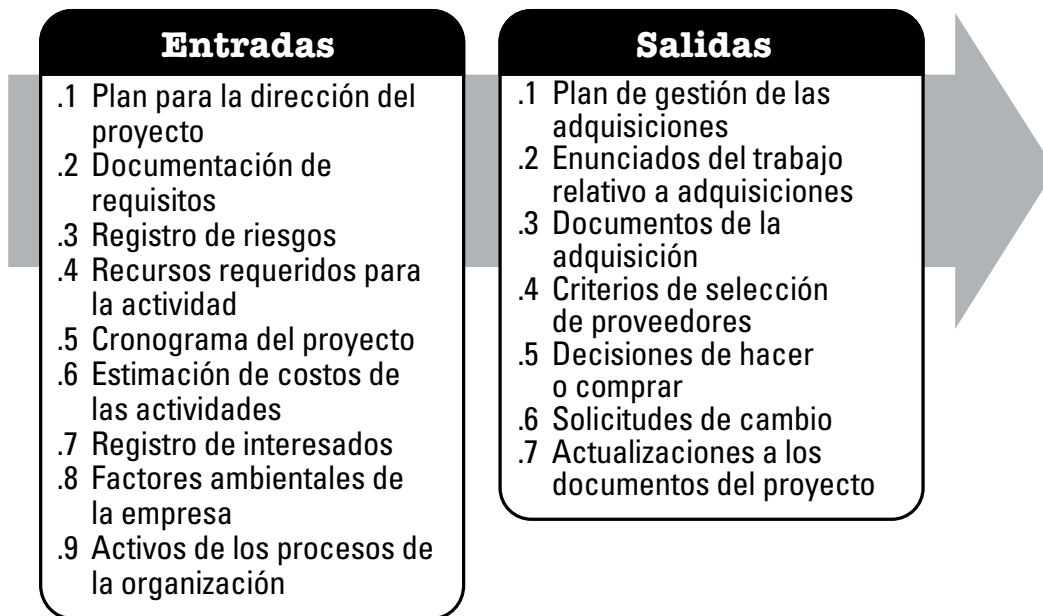 Entradas
.1 Plan para la dirección del
proyecto
.2 Documentación de
requisitos
.3 Registro de riesgos
.4 Recursos requeridos para
la actividad
.5 Cronograma del proyecto
.6 Estimación de costos de
las actividades
.7 Registro de interesados
.8 Factores ambientales de
la empresa
.9 Activos de los procesos de
la organización
Salidas
.1 Plan de gestión de las
adquisiciones
.2 Enunciados del trabajo
relativo a adquisiciones
.3 Documentos de la
adquisición
.4 Criterios de selección
de proveedores
.5 Decisiones de hacer
o comprar
.6 Solicitudes de cambio
.7 Actualizaciones a los
documentos del proyecto